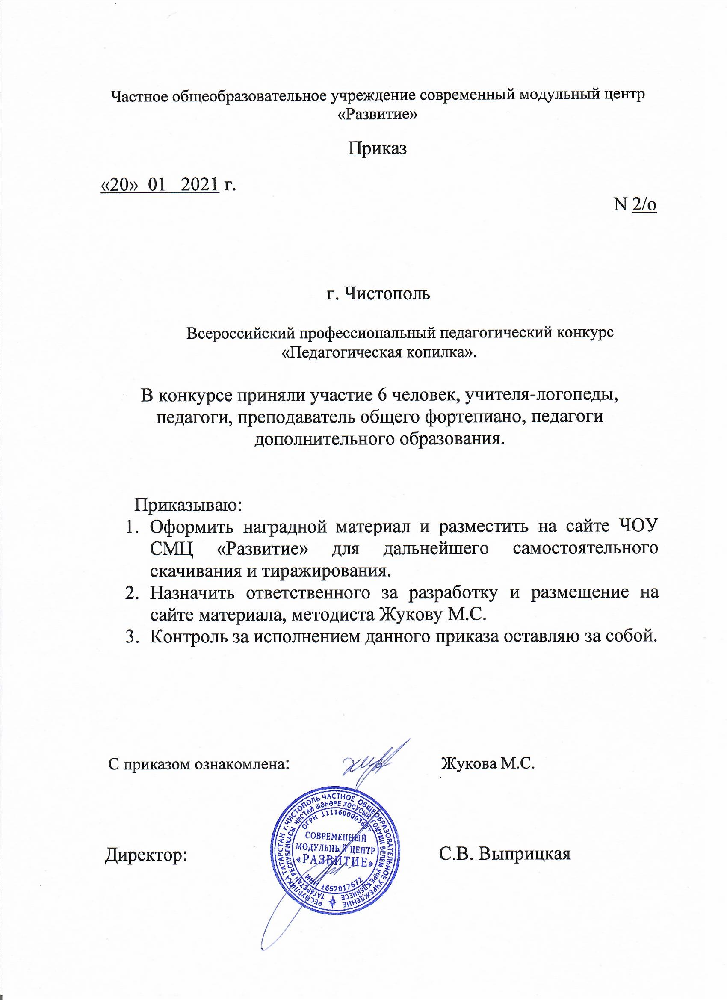 Частное общеобразовательное учреждение современный модульный центр
«Развитие»
Приказ
«20»  01   2021 г.
N 2/о
г. Чистополь
Всероссийский профессиональный педагогический конкурс
«Педагогическая копилка».
В конкурсе приняли участие 6 человек, учителя-логопеды,
педагоги, преподаватель общего фортепиано, педагоги
дополнительного образования.
Приказываю:
1. Оформить наградной материал и разместить на сайте ЧОУ
СМЦ «Развитие» для дальнейшего самостоятельного
скачивания и тиражирования.
2. Назначить ответственного за разработку и размещение на
сайте материала, методиста Жукову М.С.
3. Контроль за исполнением данного приказа оставляю за собой.
С приказом ознакомлена: Жукова М.С.
Директор: С.В. Выприцкая
РЕСПУБЛИКА ТАТАРСТАН г. ЧИСТОПОЛЬ ЧАСТНОЕ ОБЩЕОБРАЗОВАТЕЛЬНОЕ УЧРЕЖДЕНИЕ
ТАТАРСТАН РЕСПУБЛИКАСЫ ЧИСТАЙ ШӘҺӘРЕ ХОСУСЫЙ ГОМУМИ БЕЛЕМ УЧРЕЖДЕНИЕСЕ
ОГРН 1111600003657
СОВРЕМЕННЫЙ
МОДУЛЬНЫЙ ЦЕНТР
«РАЗВИТИЕ»
ИНН 1652017672